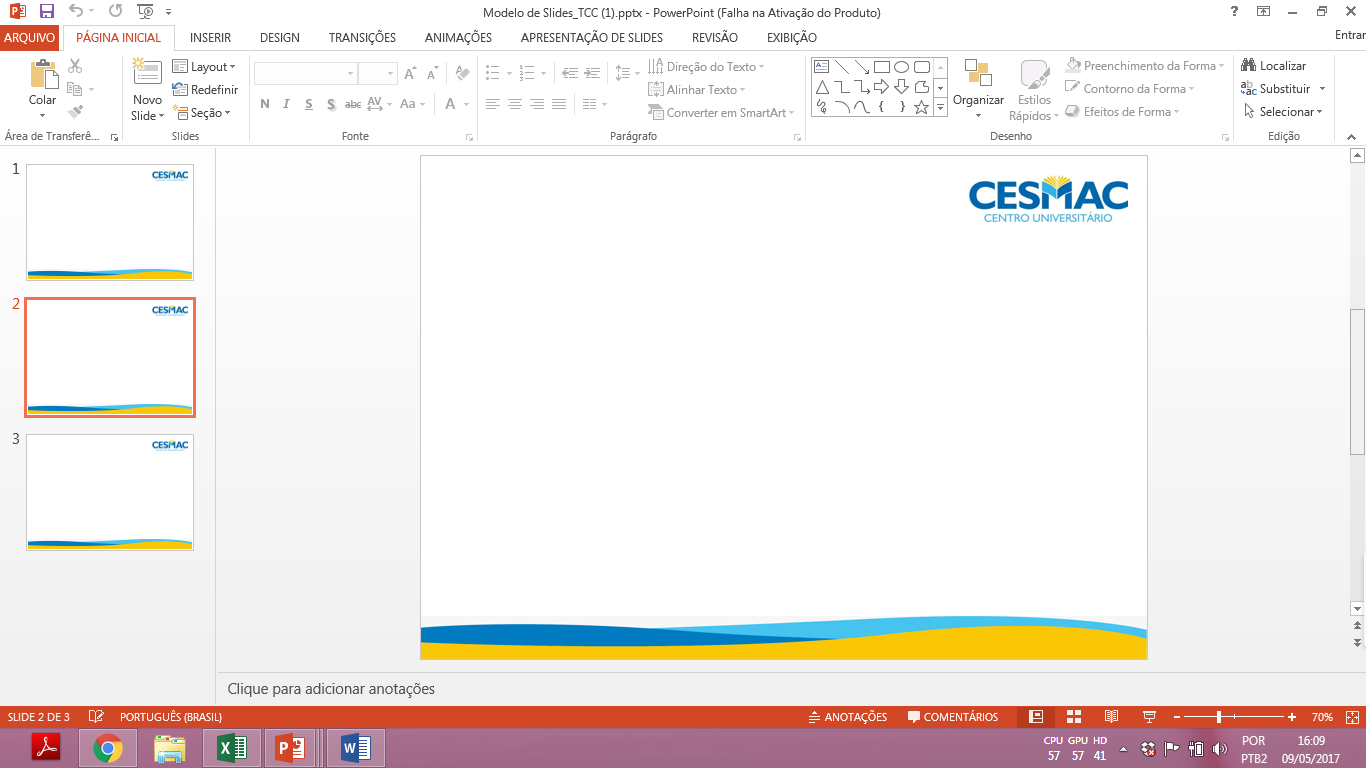 Modelo de Slides_TCC (1).pptx - PowerPoint (Falha na Ativação do Produto)
ARQUIVO PÁGINA INICIAL INSERIR DESIGN TRANSIÇÕES ANIMAÇÕES APRESENTAÇÃO DE SLIDES REVISÃO EXIBIÇÃO Entrar
Colar
Área de Transferê...
Novo
Slide
Layout
Redefinir
Seção
Slides
N I S S abc AV Aa A
Fonte
Direção do Texto
Alinhar Texto
Converter em SmartArt
Parágrafo
Organizar
Estilos
Rápidos
Preenchimento da Forma
Contorno da Forma
Efeitos de Forma
Desenho
Localizar
Substituir
Selecionar
Edição
1
CESMAC
2
CESMAC
3
CESMAC
CESMAC
CENTRO UNIVERSITÁRIO
Clique para adicionar anotações
SLIDE 2 DE 3 PORTUGUÊS (BRASIL) ANOTAÇÕES COMENTÁRIOS 70%
CPU GPU HD
57 57 41
POR
PTB2
16:09
09/05/2017